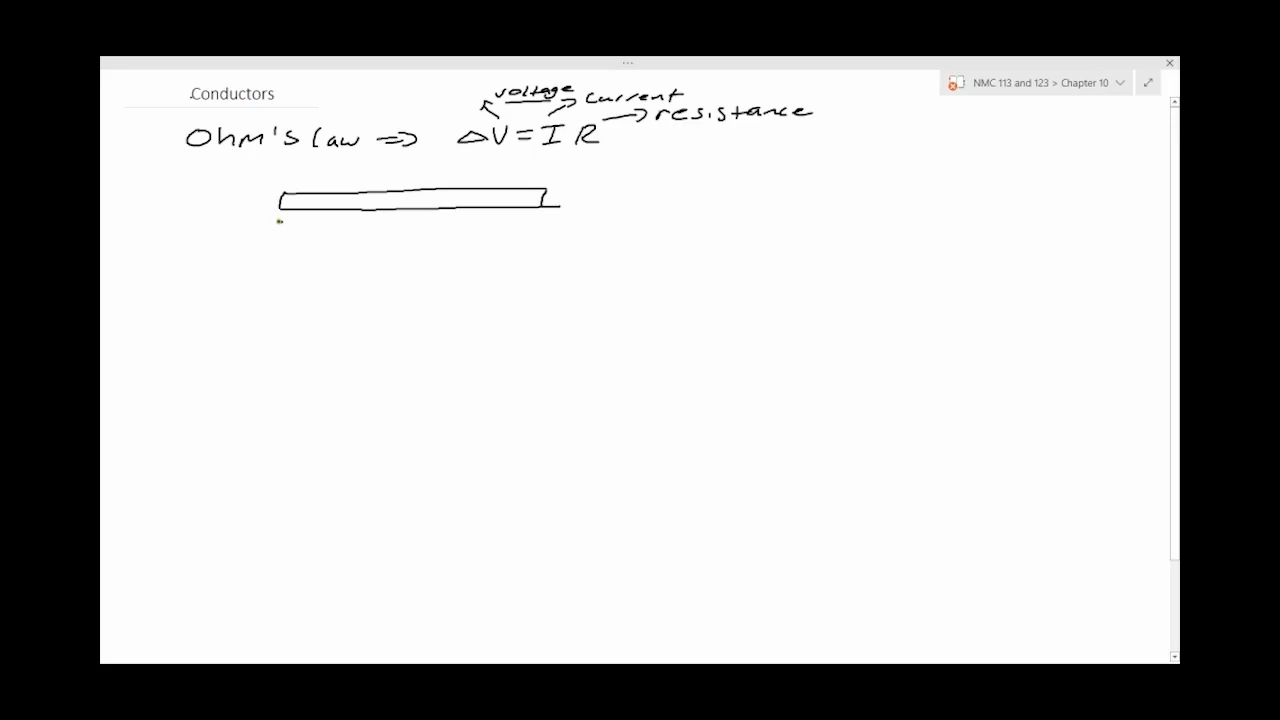 NMC 113 and 123 > Chapter 10
Conductors
voltage
current
resistance
Ohm's law => ΔV = I R